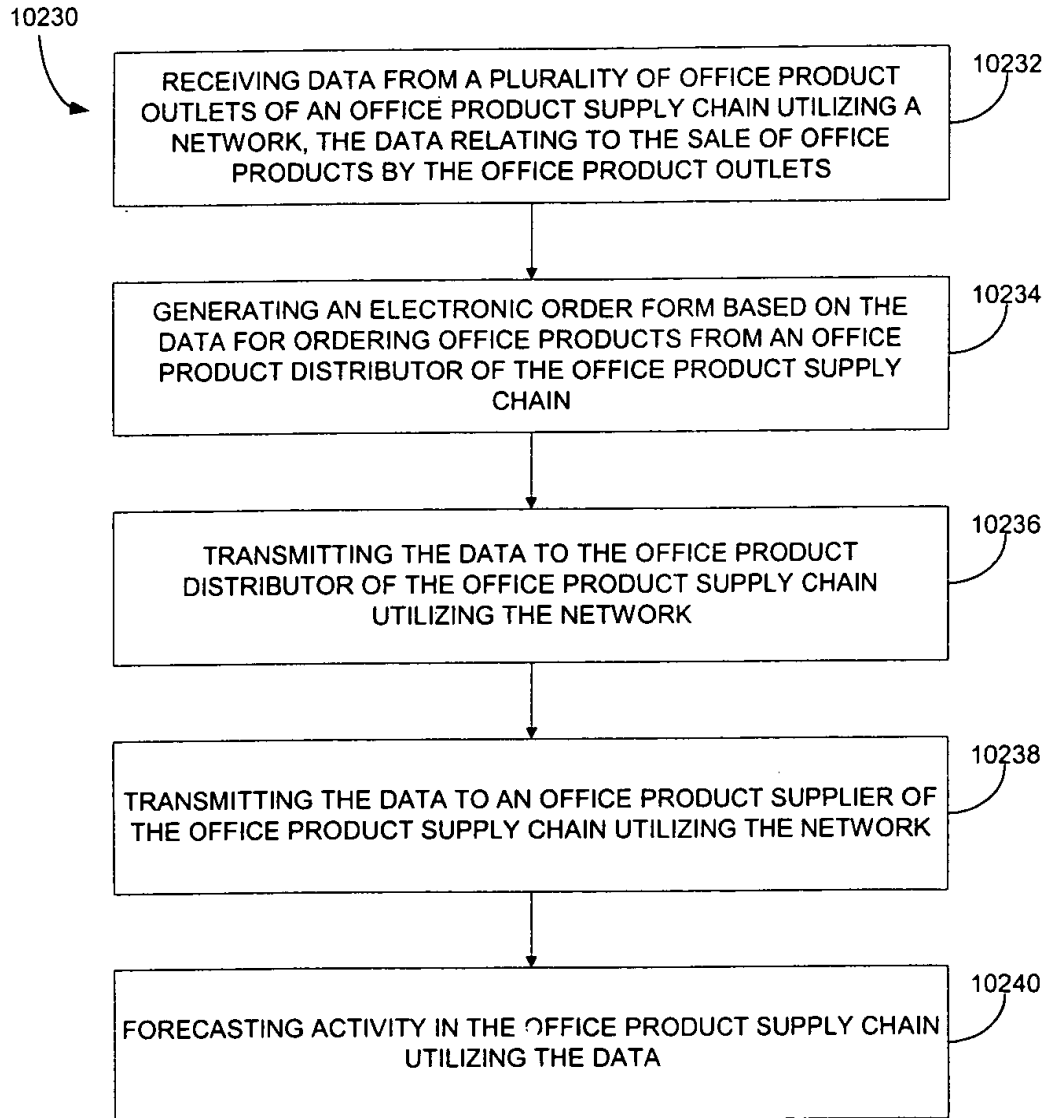 10230
RECEIVING DATA FROM A PLURALITY OF OFFICE PRODUCT
OUTLETS OF AN OFFICE PRODUCT SUPPLY CHAIN UTILIZING A
NETWORK, THE DATA RELATING TO THE SALE OF OFFICE
PRODUCTS BY THE OFFICE PRODUCT OUTLETS
10232
GENERATING AN ELECTRONIC ORDER FORM BASED ON THE
DATA FOR ORDERING OFFICE PRODUCTS FROM AN OFFICE
PRODUCT DISTRIBUTOR OF THE OFFICE PRODUCT SUPPLY
CHAIN
10234
TRANSMITTING THE DATA TO THE OFFICE PRODUCT
DISTRIBUTOR OF THE OFFICE PRODUCT SUPPLY CHAIN
UTILIZING THE NETWORK
10236
TRANSMITTING THE DATA TO AN OFFICE PRODUCT SUPPLIER OF
THE OFFICE PRODUCT SUPPLY CHAIN UTILIZING THE NETWORK
10238
FORECASTING ACTIVITY IN THE OFFICE PRODUCT SUPPLY CHAIN
UTILIZING THE DATA
10240